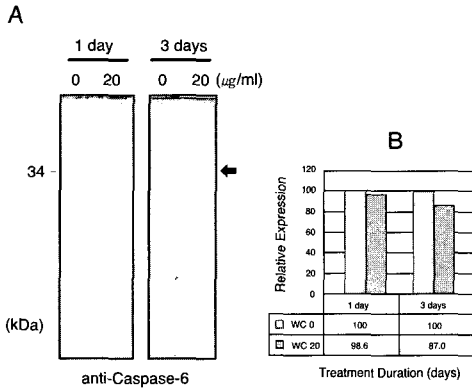 A
1 day 3 days
0 20 0 20 (μg/ml)
34
(kDa)
anti-Caspase-6
B
Relative Expression
120
100
80
60
40
20
0
1 day 3 days
WC 0 100 100
WC 20 98.6 87.0
Treatment Duration (days)